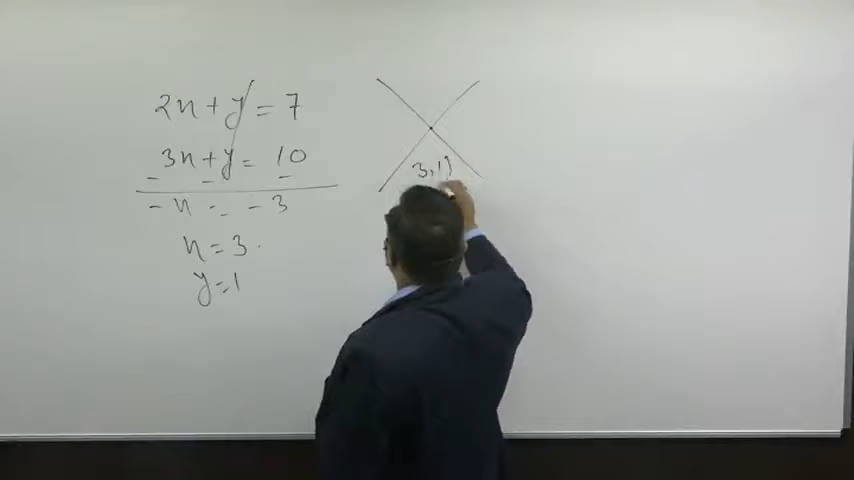 2x + y = 7
3x + y = 10
- - -
-x = -3
x = 3
y = 1
3,1)